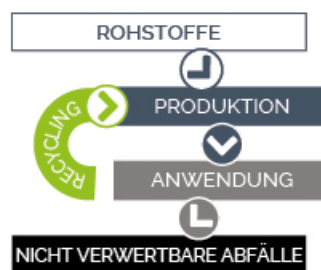 ROHSTOFFE
RECYCLING
PRODUKTION
ANWENDUNG
NICHT VERWERTBARE ABFÄLLE